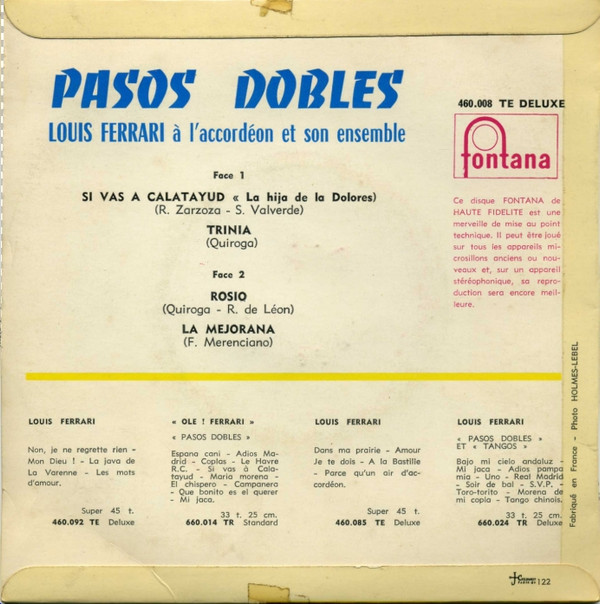 PASOS DOBLES
LOUIS FERRARI à l'accordéon et son ensemble
460.008 TE DELUXE
fontana
Face 1
SI VAS A CALATAYUD « La hija de la Dolores)
(R. Zarzoza - S. Valverde)
TRINIA
(Quiroga)
Face 2
ROSIO
(Quiroga - R. de Léon)
LA MEJORANA
(F. Merenciano)
Ce disque FONTANA de
HAUTE FIDELITE est une
merveille de mise au point
technique. Il peut être joué
sur tous les appareils mi-
crosillons anciens ou nou-
veaux et, sur un appareil
stéréophonique, sa repro-
duction sera encore meil-
leure.
LOUIS FERRARI
Non, je ne regrette rien -
Mon Dieu ! - La java de
La Varenne - Les mots
d'amour.
Super 45 t.
460.092 TE Deluxe
« OLE ! FERRARI »
« PASOS DOBLES »
Espana cani - Adios Ma-
drid - Coplas - Le Havre
R.C. - Si vas à Cala-
tayud - Maria morena -
El chispero - Campanera
- Que bonito es el querer
- Mi jaca.
33 t. 25 cm.
660.014 TR Standard
LOUIS FERRARI
Dans ma prairie - Amour
Je te dois - A la Bastille
- Parce qu'un air d'ac-
cordéon.
Super 45 t.
460.085 TE Deluxe
LOUIS FERRARI
« PASOS DOBLES »
ET « TANGOS »
Bajo mi cielo andaluz -
Mi jaca - Adios pampa
mia - Uno - Real Madrid
- Soir de bal - S.V.P. -
Toro-torito - Morena de
mi copia - Tango chinois.
33 t. 25 cm.
660.024 TR Deluxe
Fabriqué en France - Photo HOLMES-LEBEL
122